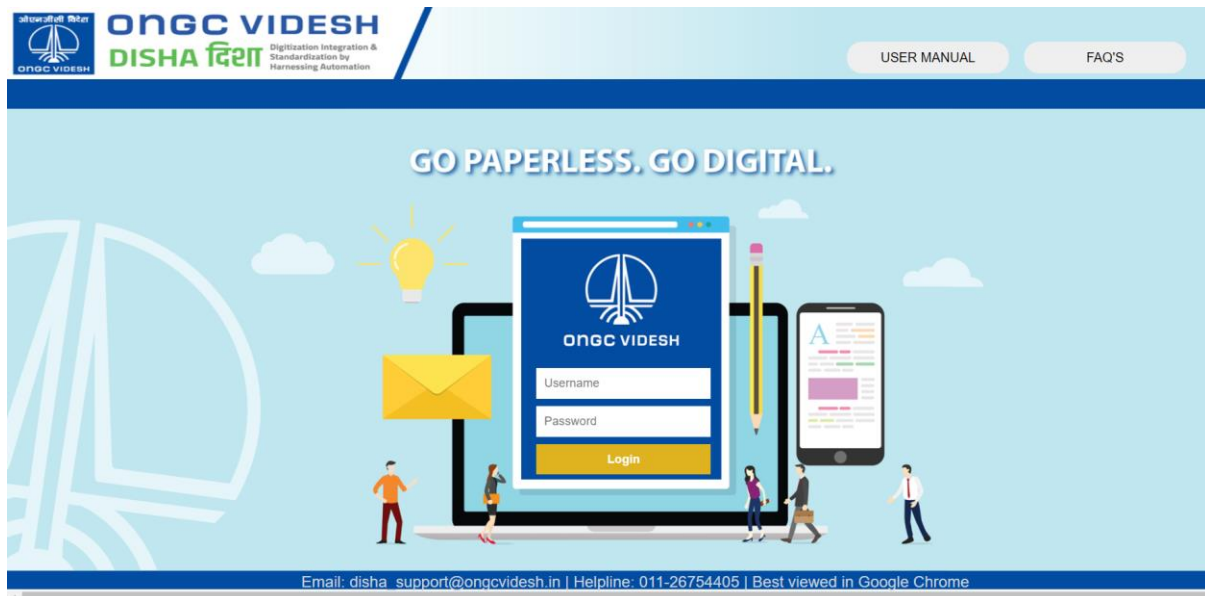 ओएनजीसी विदेश
ONGC VIDESH
ONGC VIDESH
DISHA दिशा
Digitization Integration &
Standardization by
Harnessing Automation
USER MANUAL
FAQ'S
GO PAPERLESS. GO DIGITAL.
ONGC VIDESH
Username
Password
Login
A
Email: disha_support@ongcvidesh.in | Helpline: 011-26754405 | Best viewed in Google Chrome